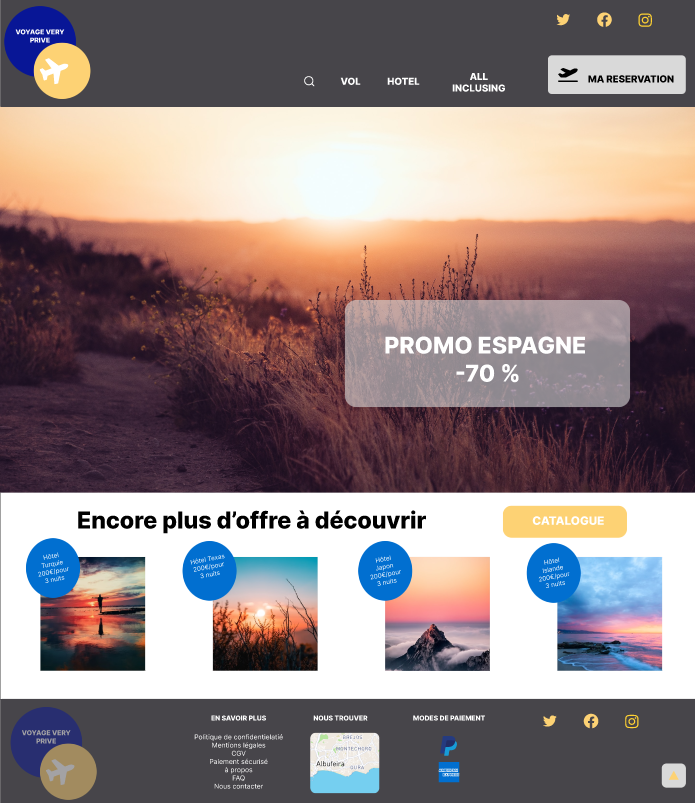 VOYAGE VERY
PRIVE
VOL
HOTEL
ALL
INCLUSING
MA RESERVATION
PROMO ESPAGNE
-70 %
Encore plus d’offre à découvrir
CATALOGUE
Hôtel
Turquie
200€/pour
3 nuits
Hôtel Texas
200€/pour
3 nuits
Hôtel
Japon
200€/pour
3 nuits
Hôtel
Islande
200€/pour
3 nuits
VOYAGE VERY
PRIVE
EN SAVOIR PLUS
Politique de confidentielatié
Mentions légales
CGV
Paiement sécurisé
à propos
FAQ
Nous contacter
NOUS TROUVER
BREJOS
MONTECHORO
Albufeira
OURA
MODES DE PAIEMENT